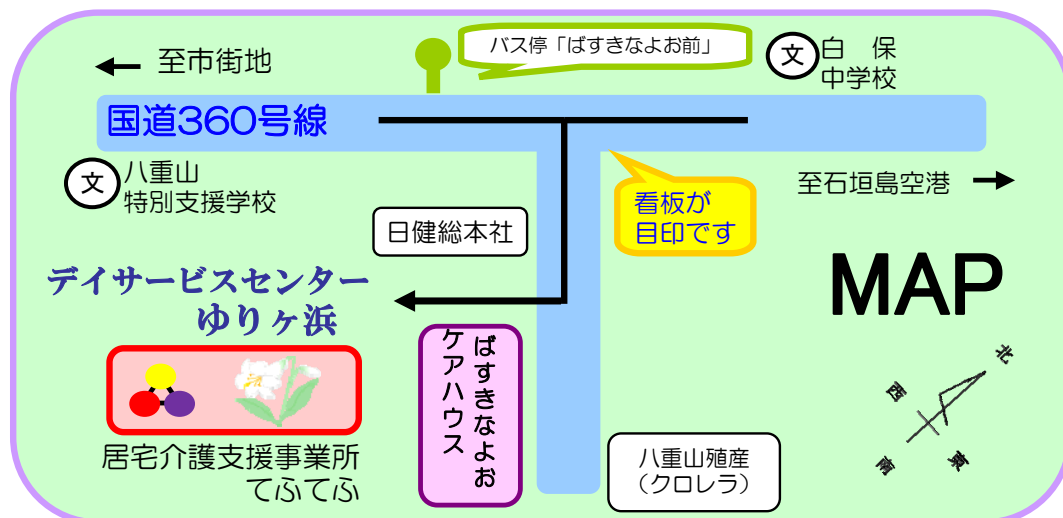 バス停「ばすきなよお前」
文
白　保
中学校
← 至市街地
国道360号線
文
八重山
特別支援学校
至石垣島空港 →
看板が
目印です
日健総本社
デイサービスセンター
ゆりヶ浜
MAP
ばすきなよお
ケアハウス
北
西
南
東
居宅介護支援事業所
てふてふ
八重山殖産
（クロレラ）